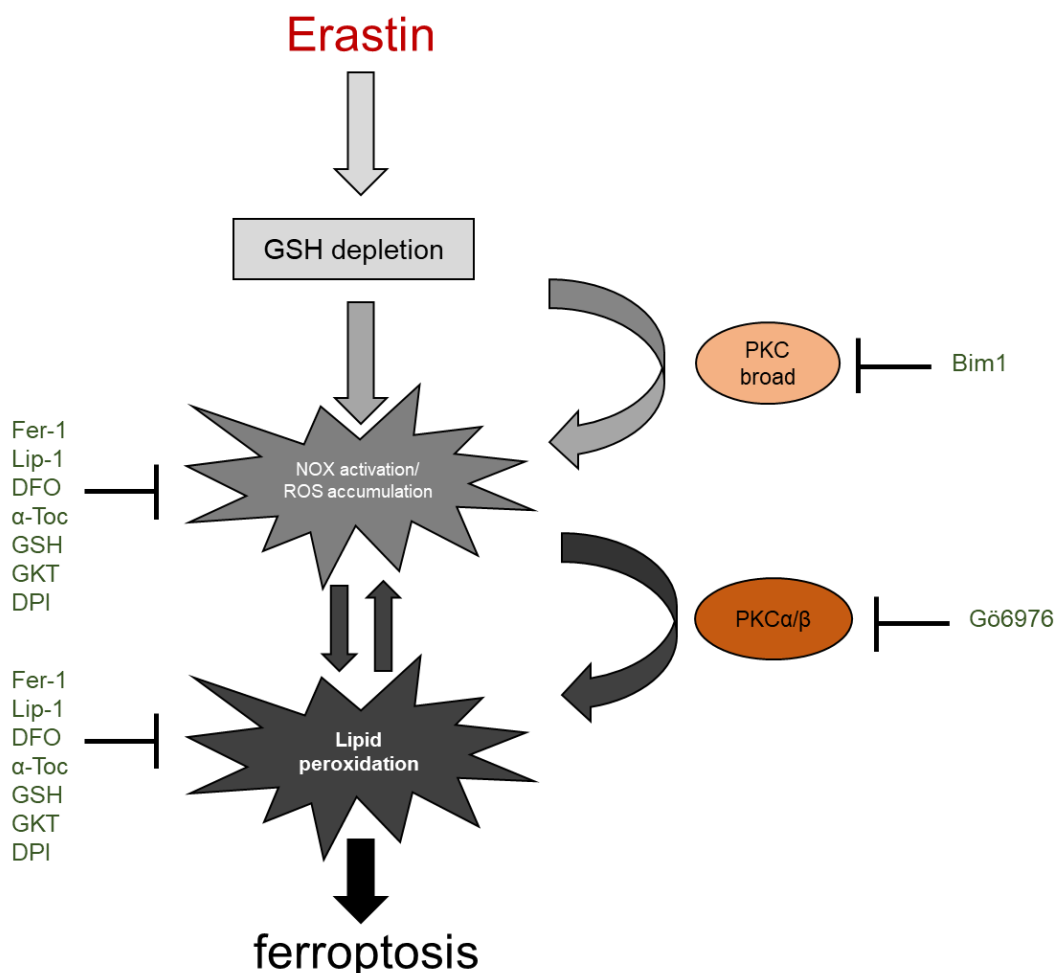 Erastin
GSH depletion
PKC
broad
Bim1
Fer-1
Lip-1
DFO
α-Toc
GSH
GKT
DPI
NOX activation/
ROS accumulation
PKCα/β
Gö6976
Fer-1
Lip-1
DFO
α-Toc
GSH
GKT
DPI
Lipid
peroxidation
ferroptosis